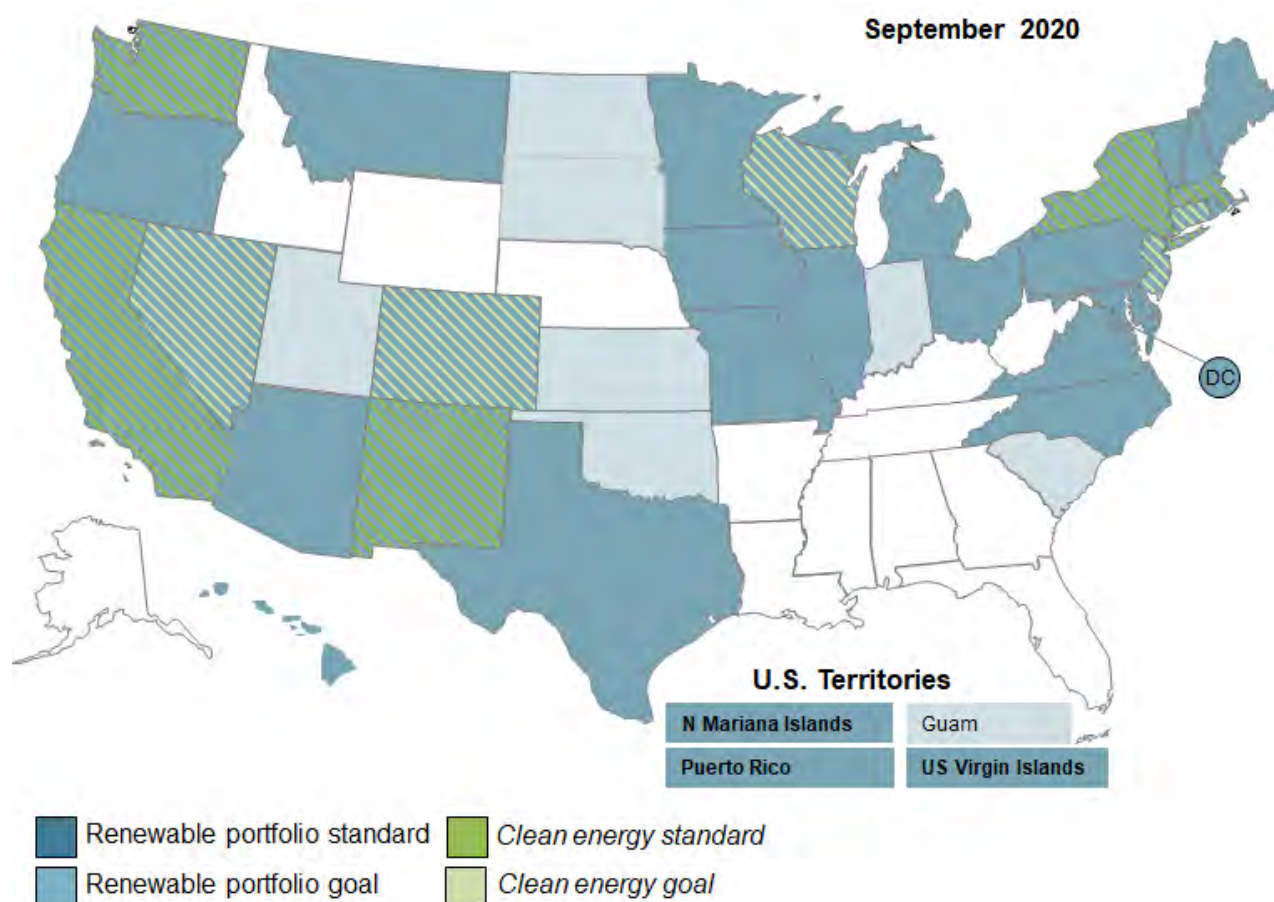 September 2020
DC
U.S. Territories
N Mariana Islands
Guam
Puerto Rico
US Virgin Islands
Renewable portfolio standard
Clean energy standard
Renewable portfolio goal
Clean energy goal